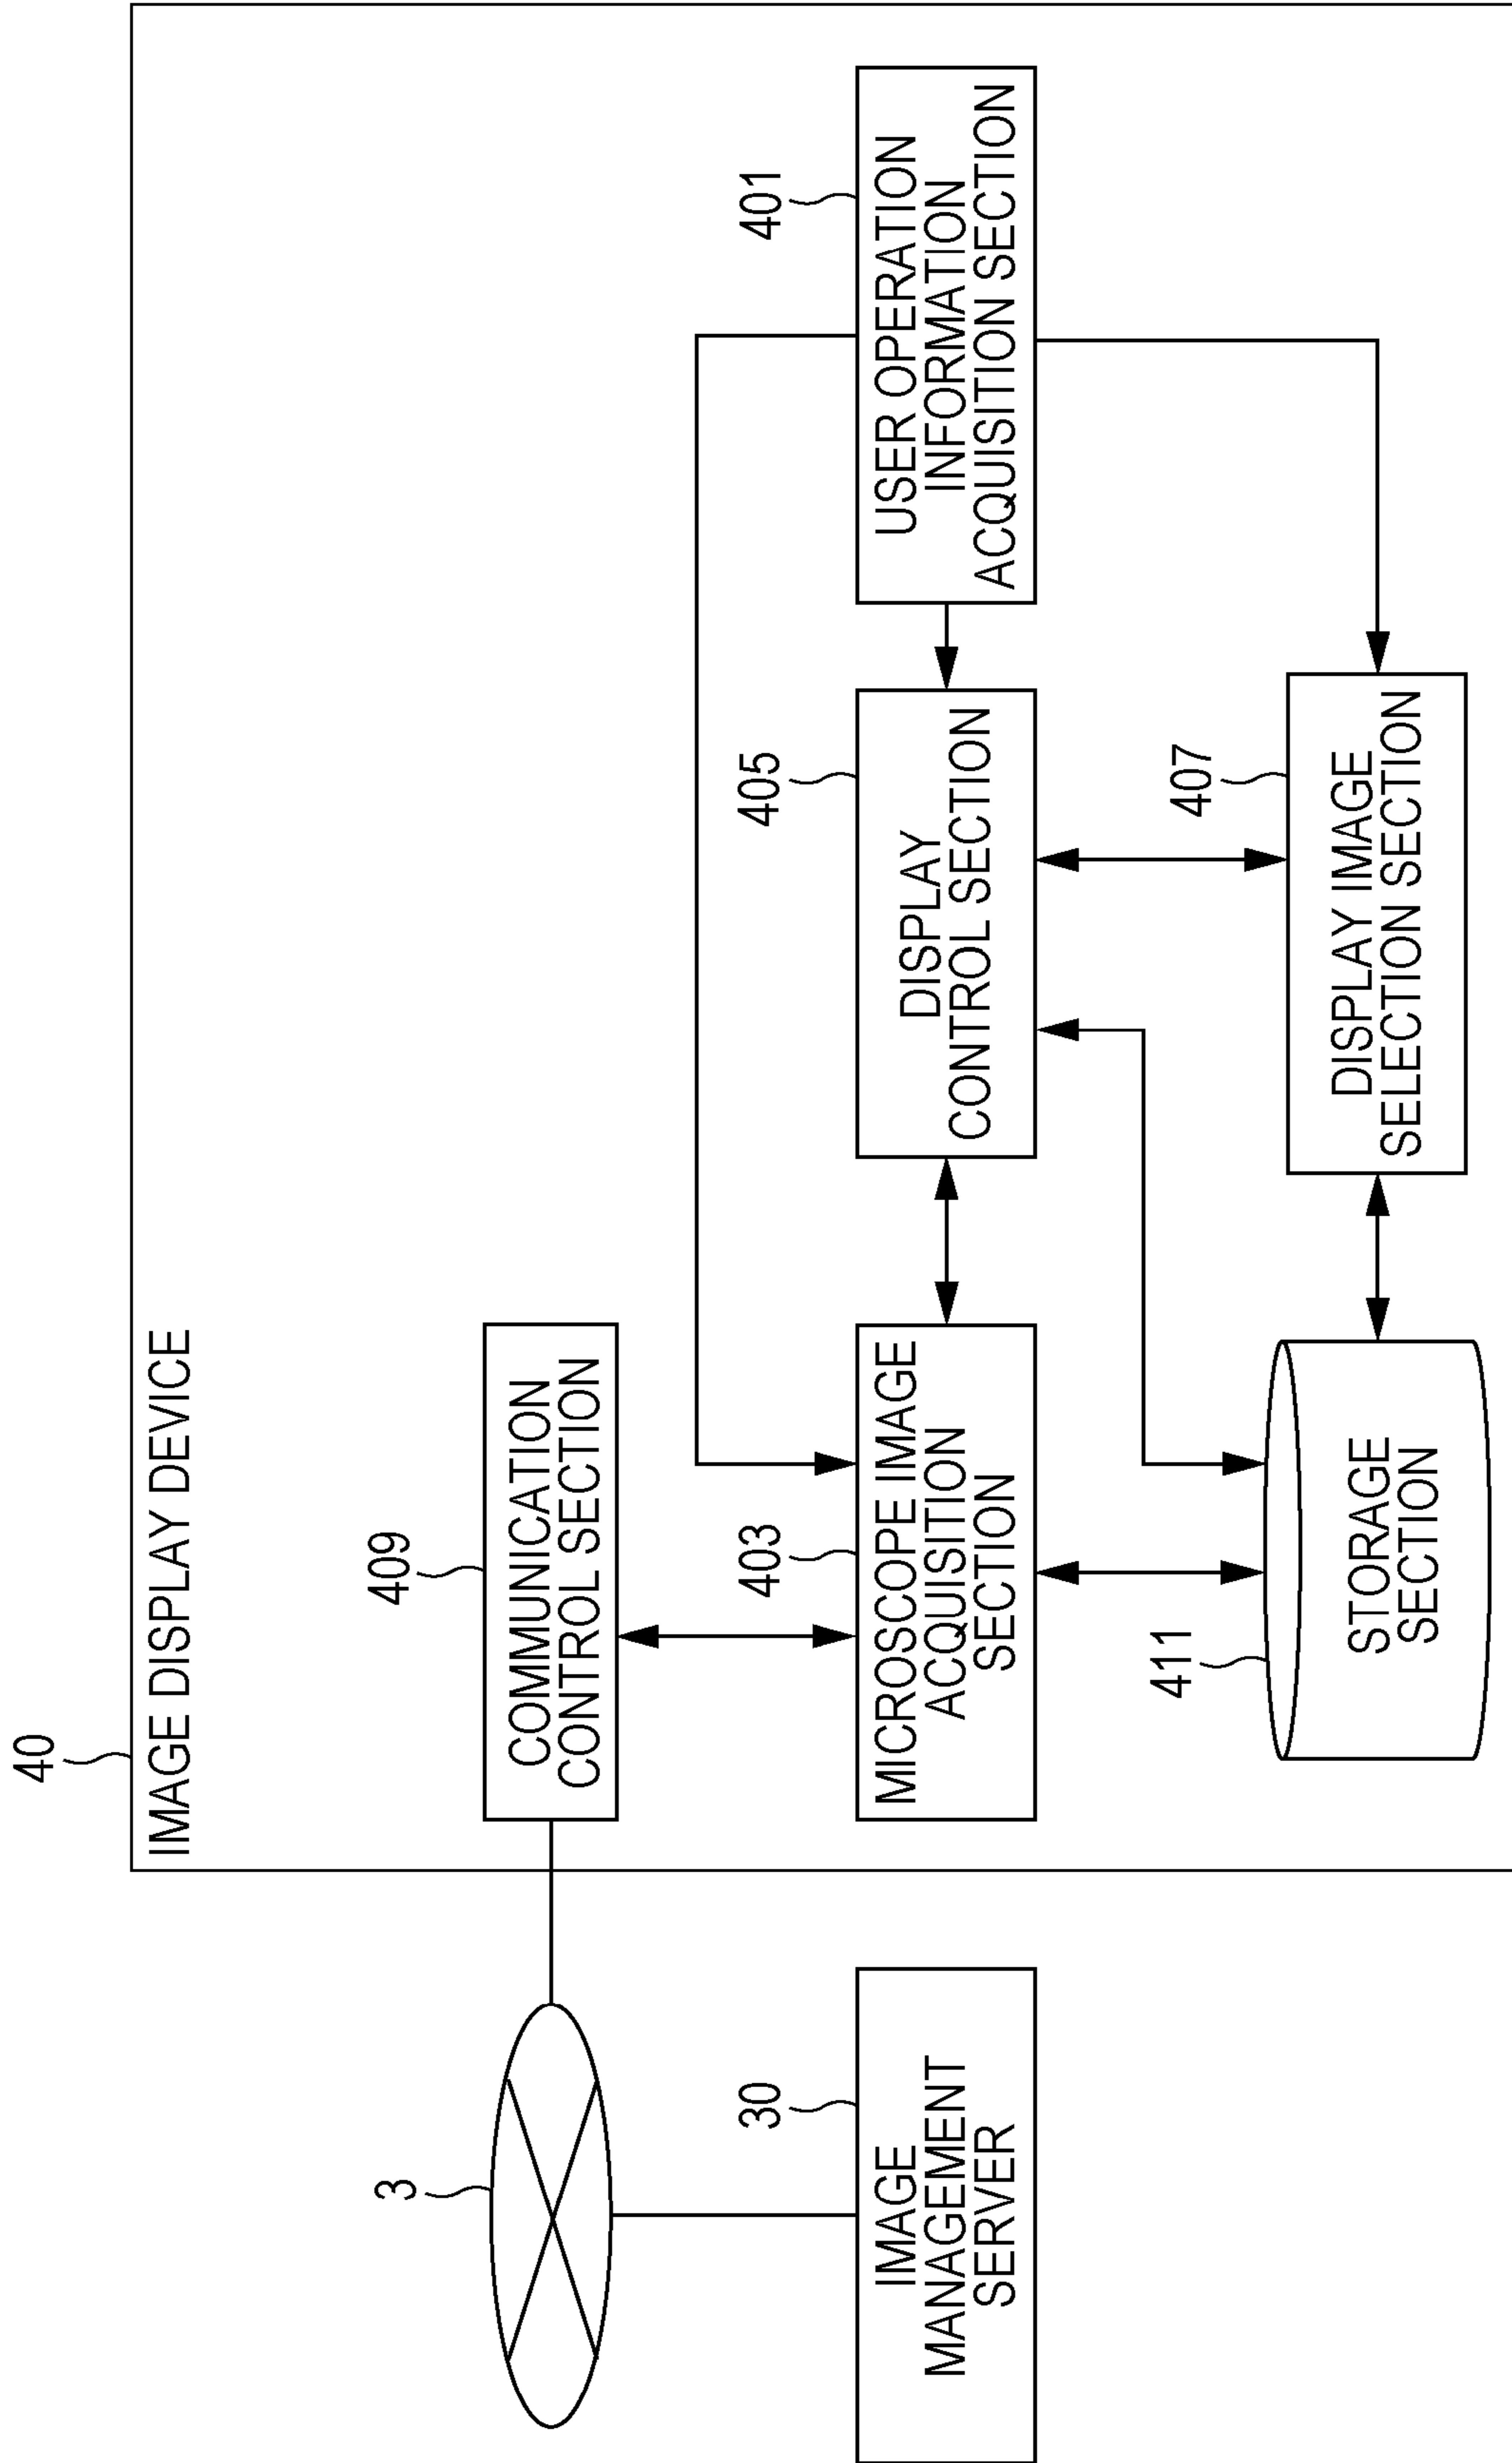 40
IMAGE DISPLAY DEVICE
3
409
COMMUNICATION
CONTROL SECTION
30
IMAGE
MANAGEMENT
SERVER
403
MICROSCOPE IMAGE
ACQUISITION
SECTION
405
DISPLAY
CONTROL SECTION
401
USER OPERATION
INFORMATION
ACQUISITION SECTION
411
STORAGE
SECTION
407
DISPLAY IMAGE
SELECTION SECTION